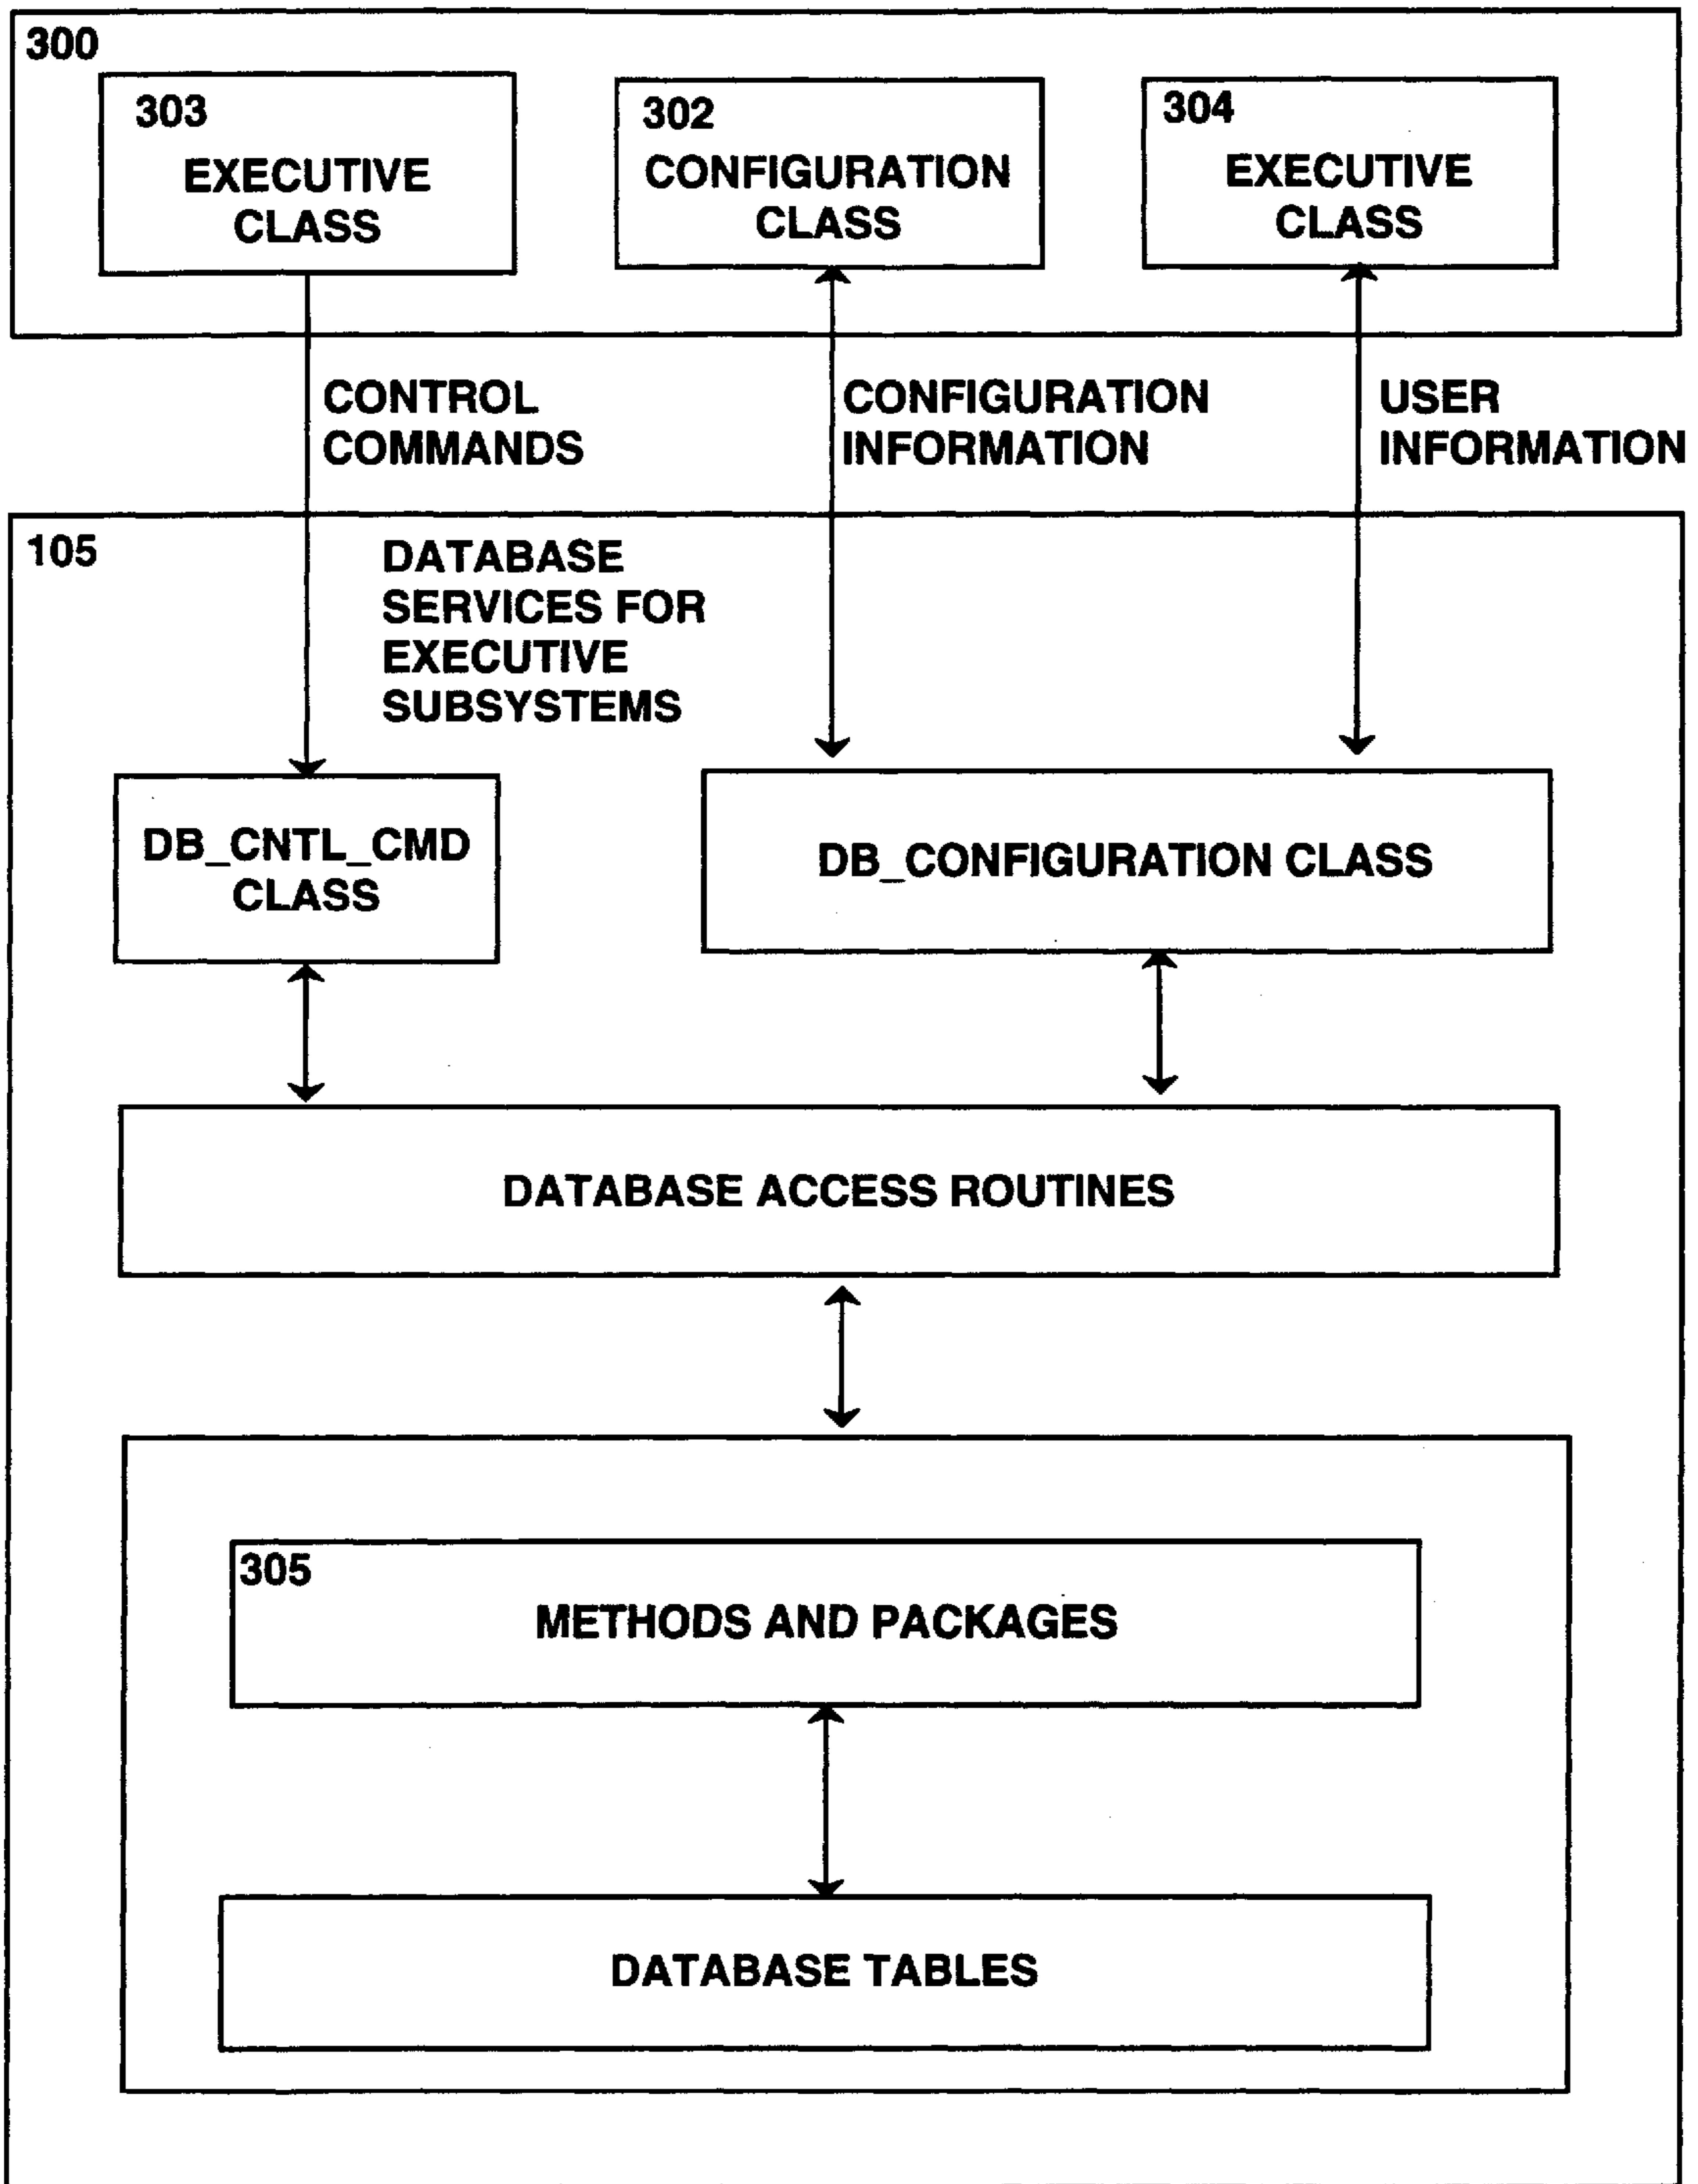 300
303
EXECUTIVE
CLASS
302
CONFIGURATION
CLASS
304
EXECUTIVE
CLASS
CONTROL
COMMANDS
CONFIGURATION
INFORMATION
USER
INFORMATION
105
DATABASE
SERVICES FOR
EXECUTIVE
SUBSYSTEMS
DB_CNTL_CMD
CLASS
DB_CONFIGURATION CLASS
DATABASE ACCESS ROUTINES
305
METHODS AND PACKAGES
DATABASE TABLES